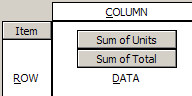 COLUMN
Item
Sum of Units
Sum of Total
ROW
DATA